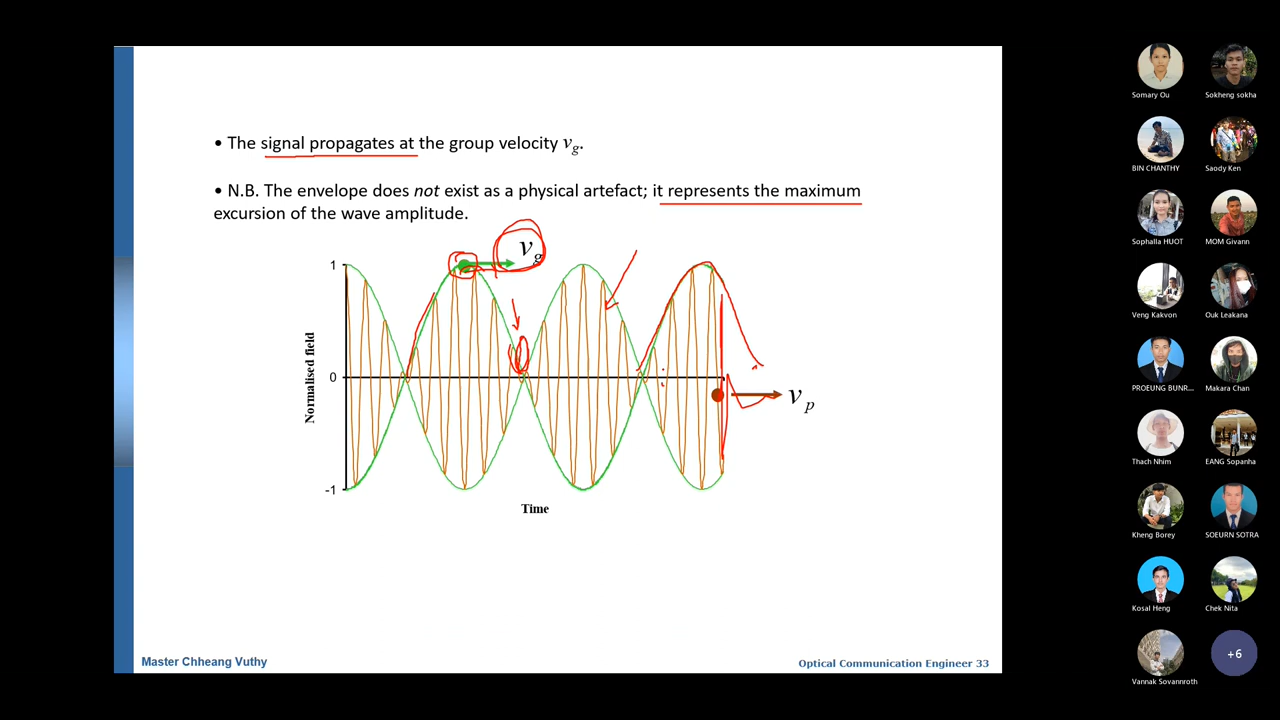 • The signal propagates at the group velocity vg.
• N.B. The envelope does not exist as a physical artefact; it represents the maximum
excursion of the wave amplitude.
vg
1
0
-1
Normalised field
vp
Time
Master Chheang Vuthy
Optical Communication Engineer 33
Somary Ou
Sokheng sokha
BIN CHANTHY
Saody Ken
Sophalla HUOT
MOM Givann
Veng Kakvon
Ouk Leakana
PROEUNG BUNR...
Makara Chan
Thach Nhim
EANG Sopanha
Kheng Borey
SOEURN SOTRA
Kosal Heng
Chek Nita
Vannak Sovannroth
+6